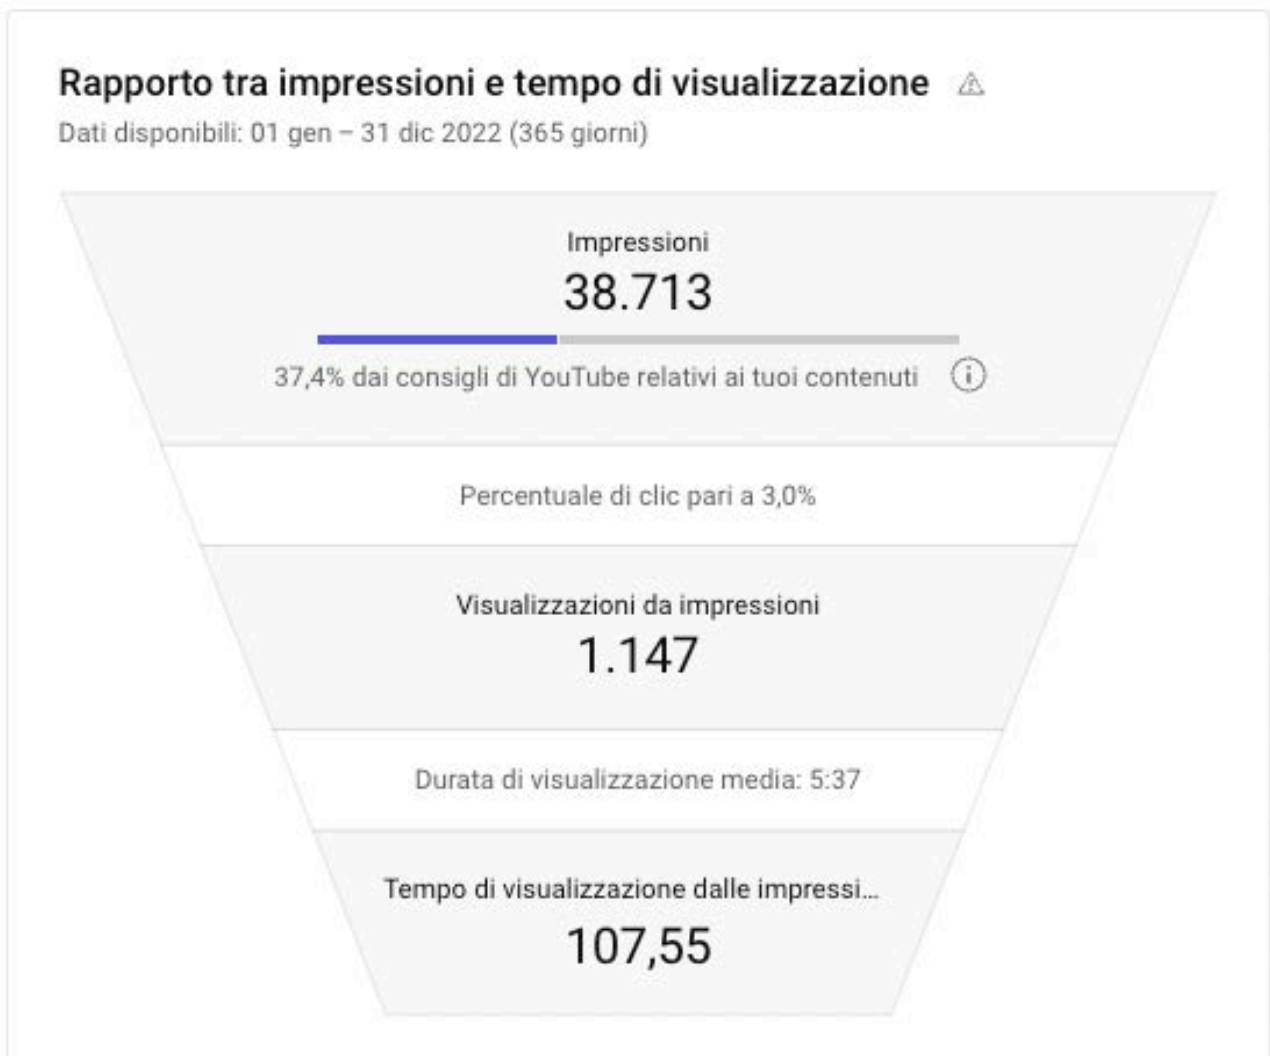 Rapporto tra impressioni e tempo di visualizzazione
Dati disponibili: 01 gen – 31 dic 2022 (365 giorni)
Impressioni
38.713
37,4% dai consigli di YouTube relativi ai tuoi contenuti
Percentuale di clic pari a 3,0%
Visualizzazioni da impressioni
1.147
Durata di visualizzazione media: 5:37
Tempo di visualizzazione dalle impressi...
107,55